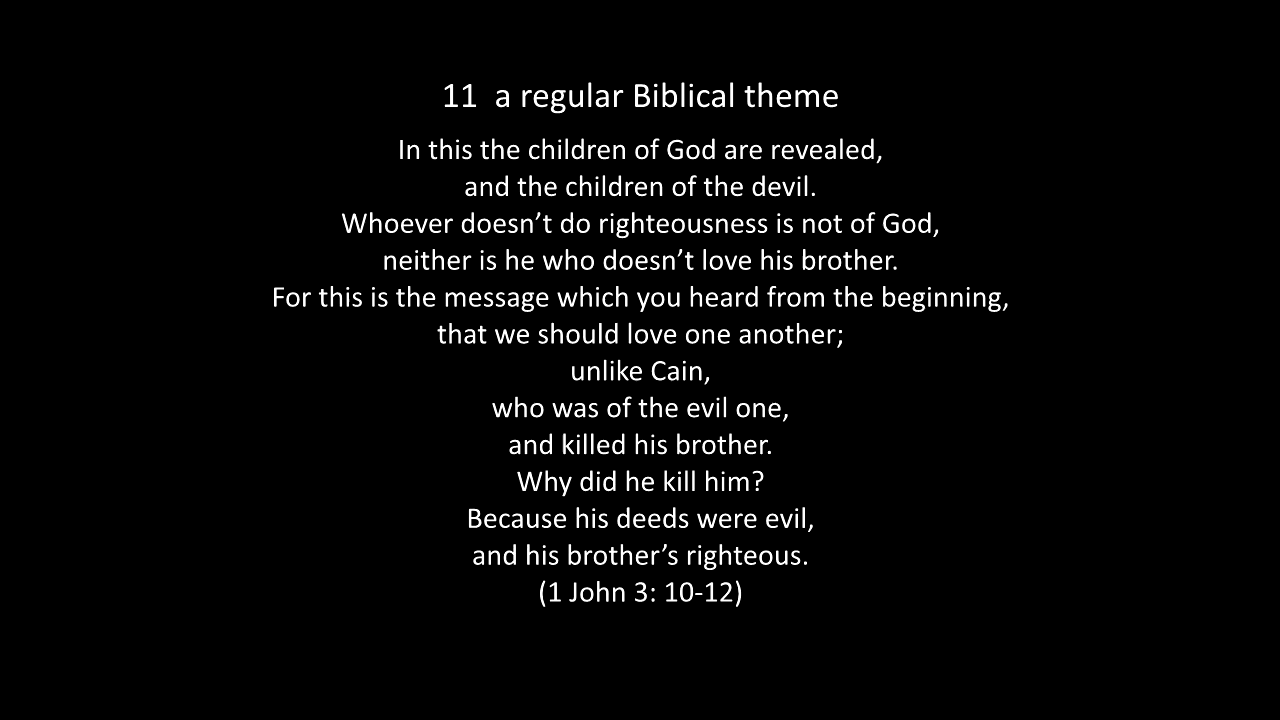 11  a regular Biblical theme
In this the children of God are revealed,
and the children of the devil.
Whoever doesn’t do righteousness is not of God,
neither is he who doesn’t love his brother.
For this is the message which you heard from the beginning,
that we should love one another;
unlike Cain,
who was of the evil one,
and killed his brother.
Why did he kill him?
Because his deeds were evil,
and his brother’s righteous.
(1 John 3: 10-12)